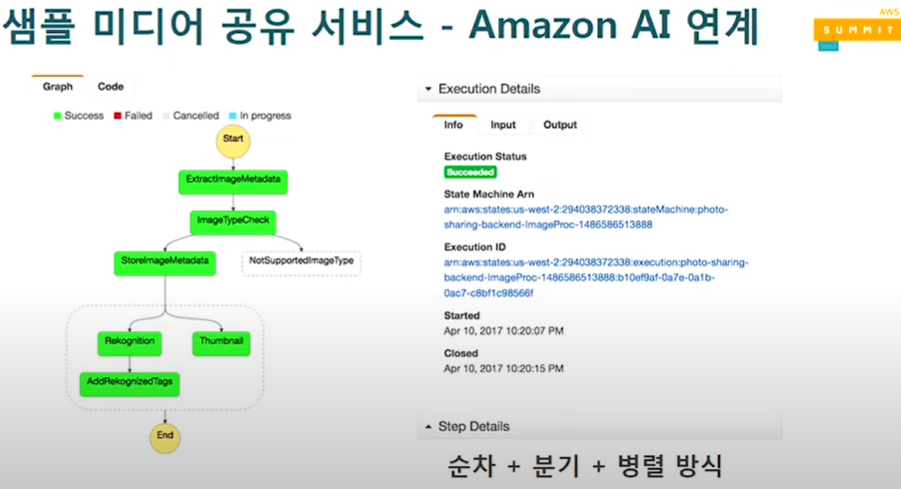 샘플 미디어 공유 서비스 - Amazon AI 연계
AWS
SUMMIT
Seoul
Graph
Code
Success
Failed
Cancelled
In progress
Start
ExtractImageMetadata
ImageTypeCheck
StoreImageMetadata
NotSupportedImageType
Rekognition
Thumbnail
AddRekognizedTags
End
Execution Details
Info
Input
Output
Execution Status
Succeeded
State Machine Arn
arn:aws:states:us-west-2:294038372338:stateMachine:photo-
sharing-backend-ImageProc-1486586513888
Execution ID
arn:aws:states:us-west-2:294038372338:execution:photo-sharing-
backend-ImageProc-1486586513888:b10ef9af-0a7e-0a1b-
0ac7-c8bf1c98566f
Started
Apr 10, 2017 10:20:07 PM
Closed
Apr 10, 2017 10:20:15 PM
Step Details
순차 + 분기 + 병렬 방식